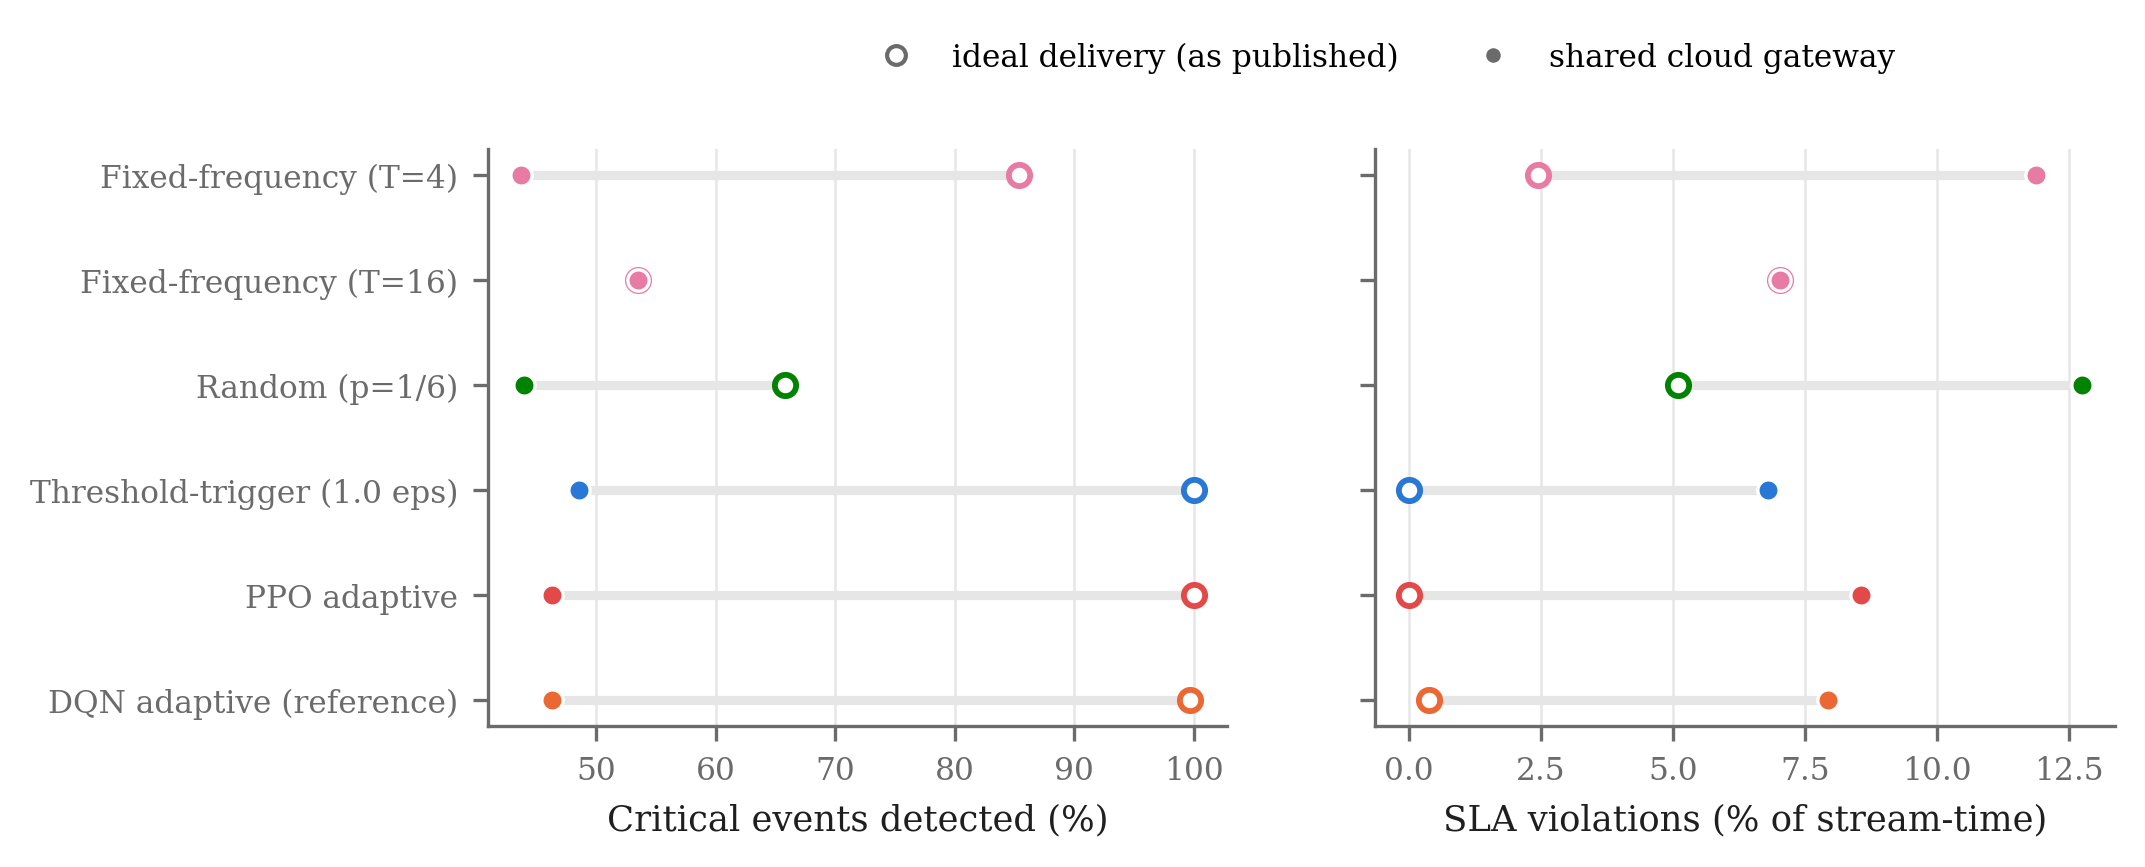 ideal delivery (as published)
shared cloud gateway
Fixed-frequency (T=4)
Fixed-frequency (T=16)
Random (p=1/6)
Threshold-trigger (1.0 eps)
PPO adaptive
DQN adaptive (reference)
50 60 70 80 90 100
0.0 2.5 5.0 7.5 10.0 12.5
Critical events detected (%)
SLA violations (% of stream-time)